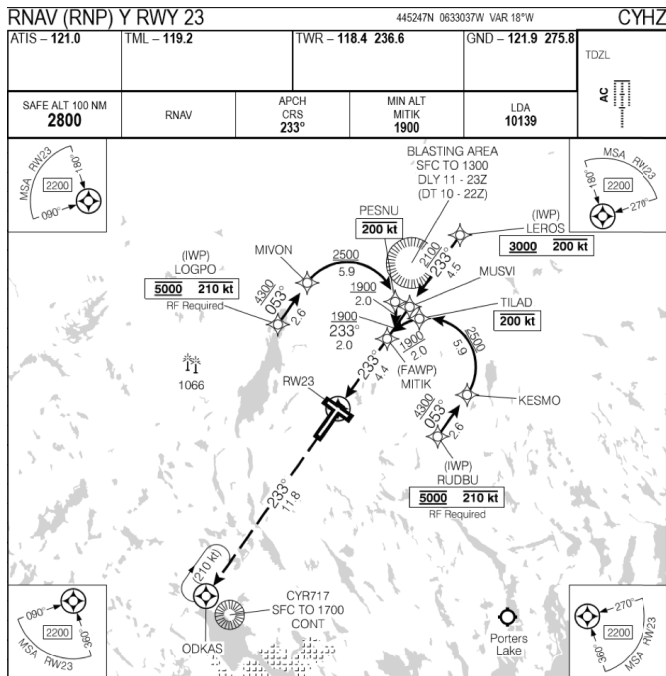 RNAV (RNP) Y RWY 23
445247N 0633037W VAR 18°W
CYHZ
ATIS – 121.0
TML – 119.2
TWR – 118.4 236.6
GND – 121.9 275.8
TDZL
AC
SAFE ALT 100 NM
2800
RNAV
APCH
CRS
233°
MIN ALT
MITIK
1900
LDA
10139
MSA RW23
2200
180°
090°
BLASTING AREA
SFC TO 1300
DLY 11 - 23Z
(DT 10 - 22Z)
MSA RW23
2200
180°
270°
PESNU
200 kt
(IWP)
LEROS
3000 200 kt
2100
233°
4.5
MIVON
(IWP)
LOGPO
5000 210 kt
RF Required
4300
053°
2.6
2500
5.9
MUSVI
TILAD
200 kt
1900
2.0
1900
233°
2.0
1900
2.0
2500
5.9
(FAWP)
MITIK
1066
233°
4.4
RW23
KESMO
4300
053°
2.6
(IWP)
RUDBU
5000 210 kt
RF Required
233°
11.8
(210 kt)
CYR717
SFC TO 1700
CONT
ODKAS
Porters
Lake
090°
360°
2200
MSA RW23
270°
360°
2200
MSA RW23